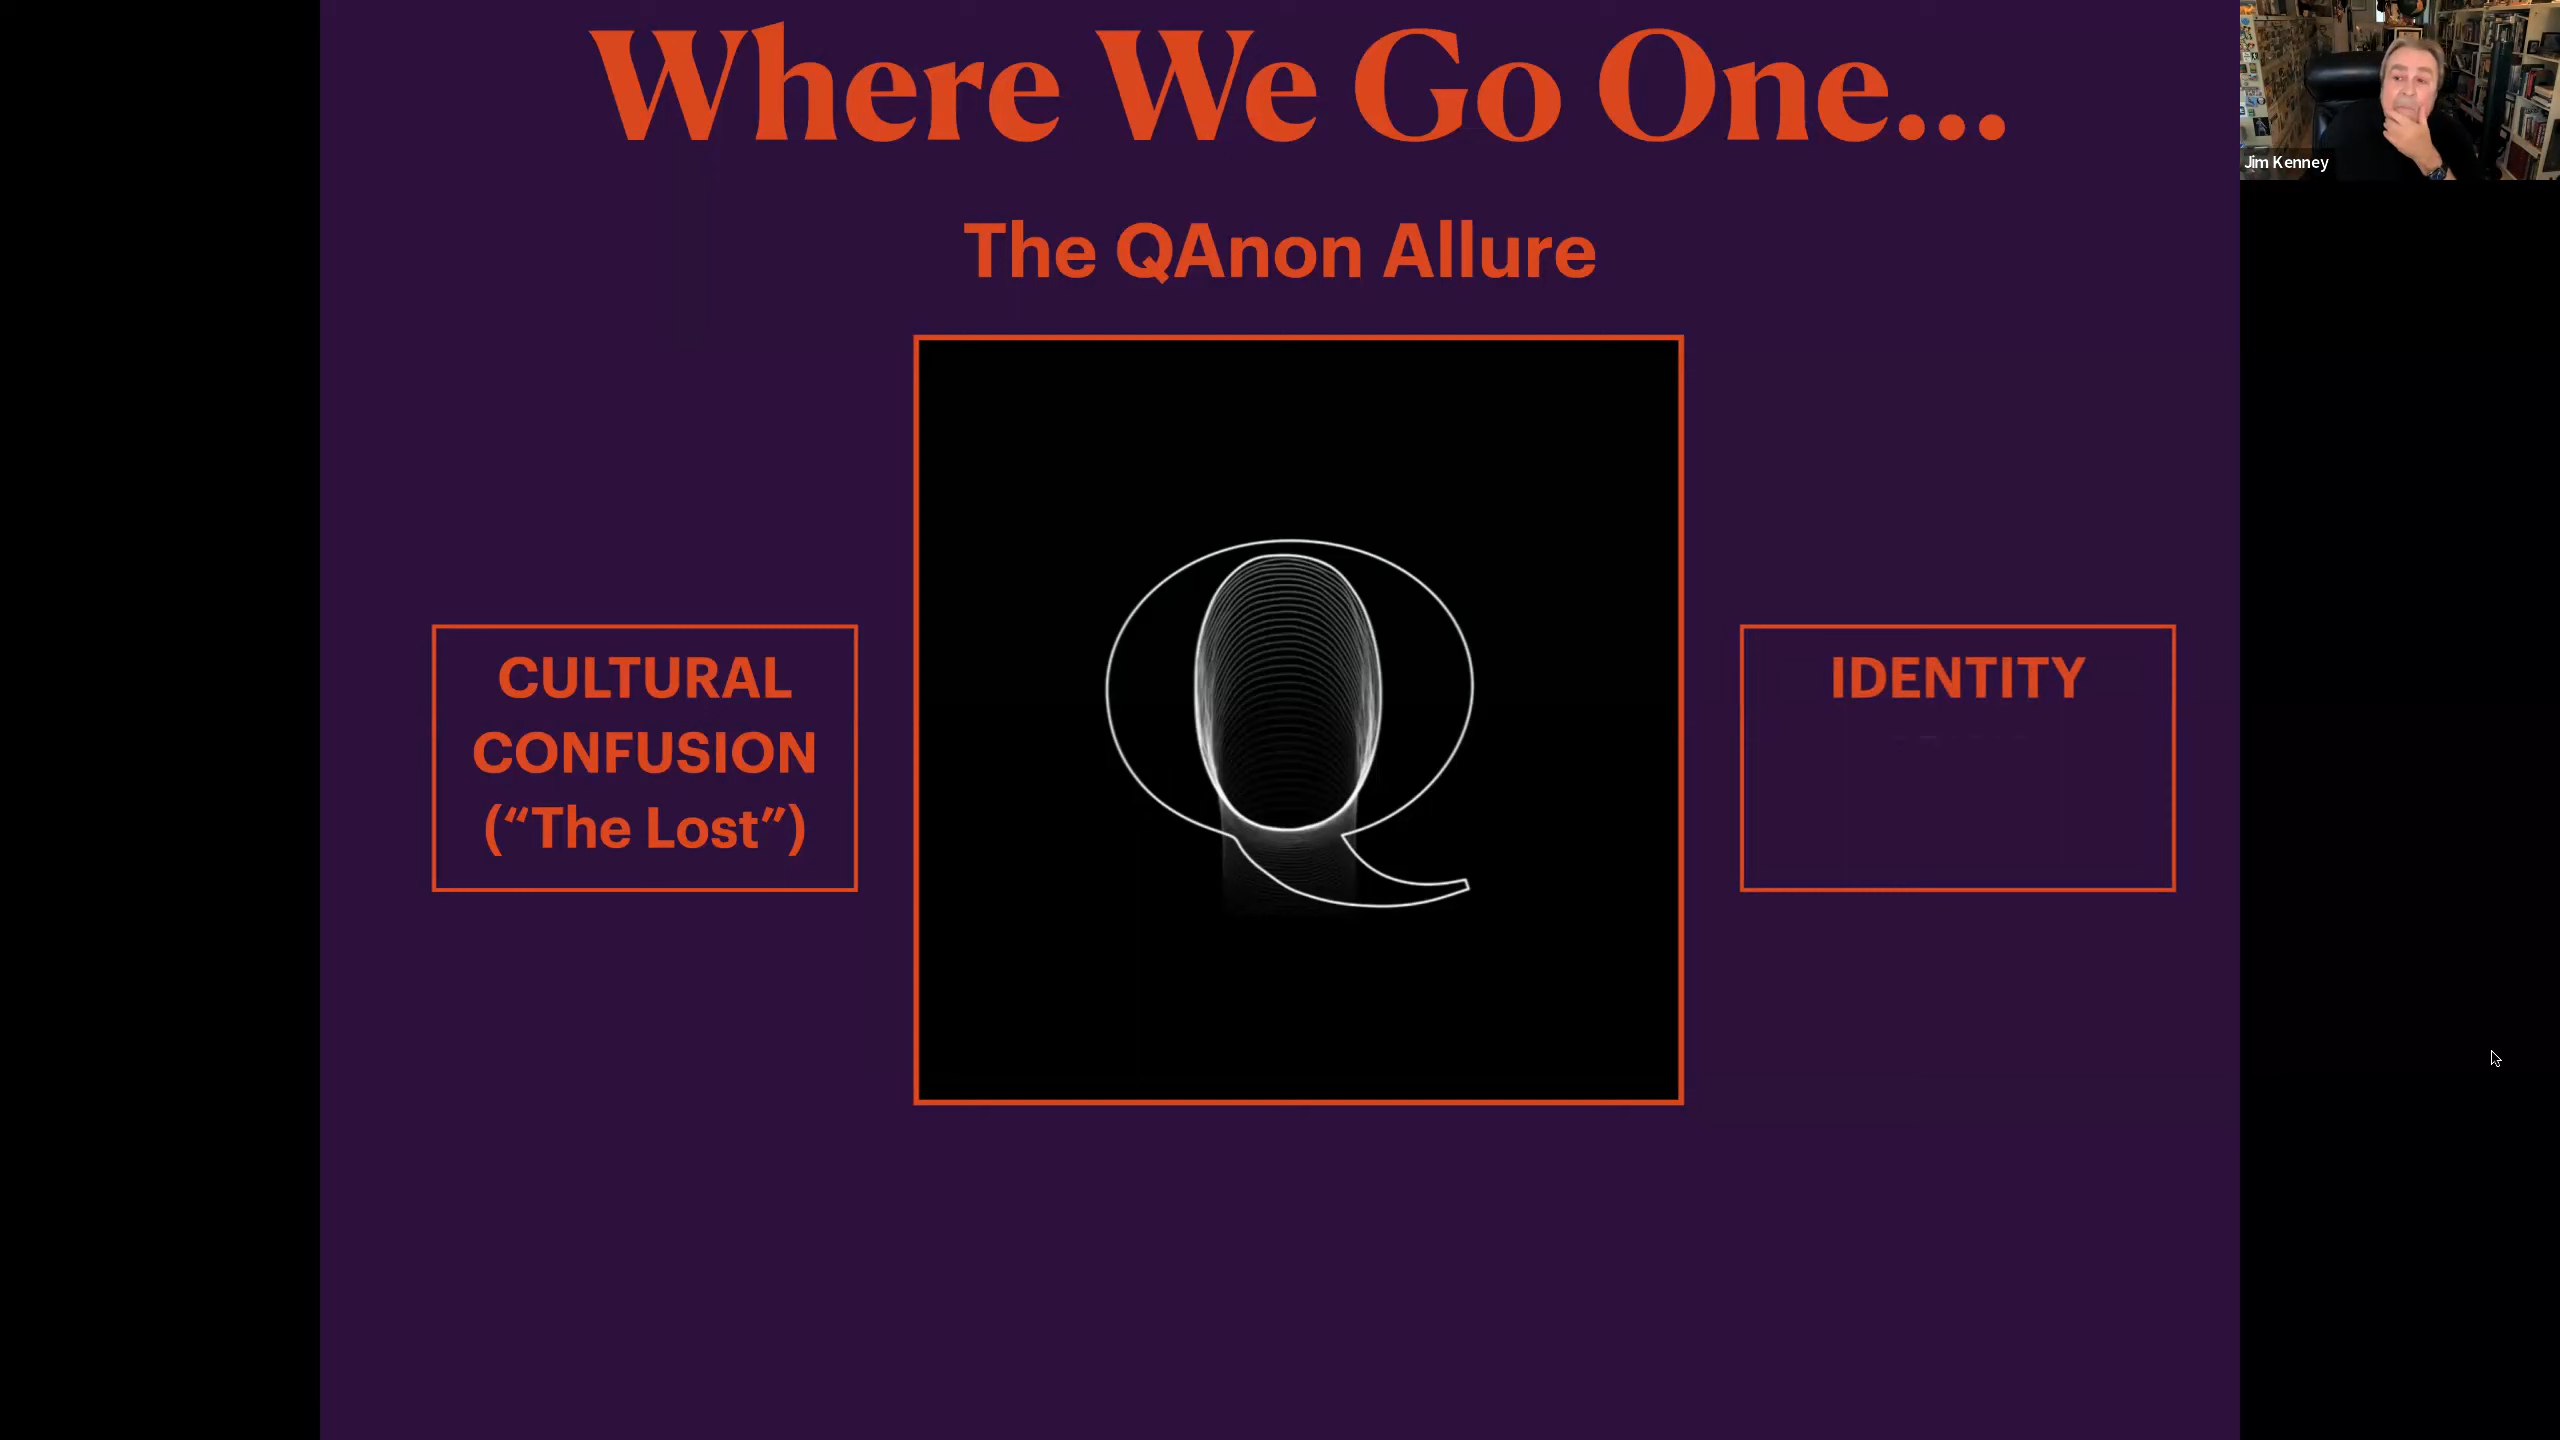 Where We Go One...
Jim Kenney
The QAnon Allure
Q
CULTURAL
CONFUSION
(“The Lost”)
IDENTITY